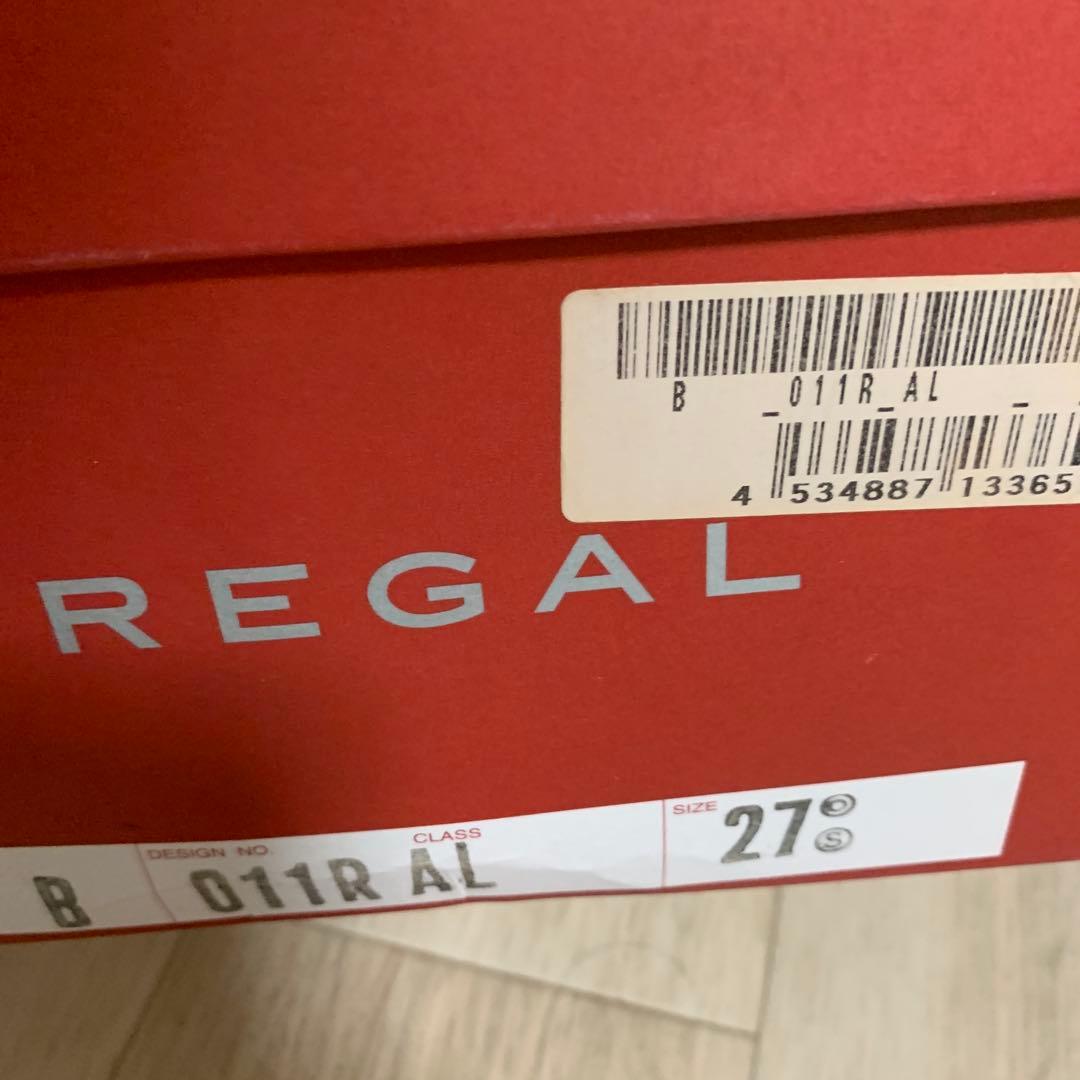 B _011R_AL _
4 534887 13365
REGAL
DESIGN NO. CLASS SIZE
B 011R AL 27 S